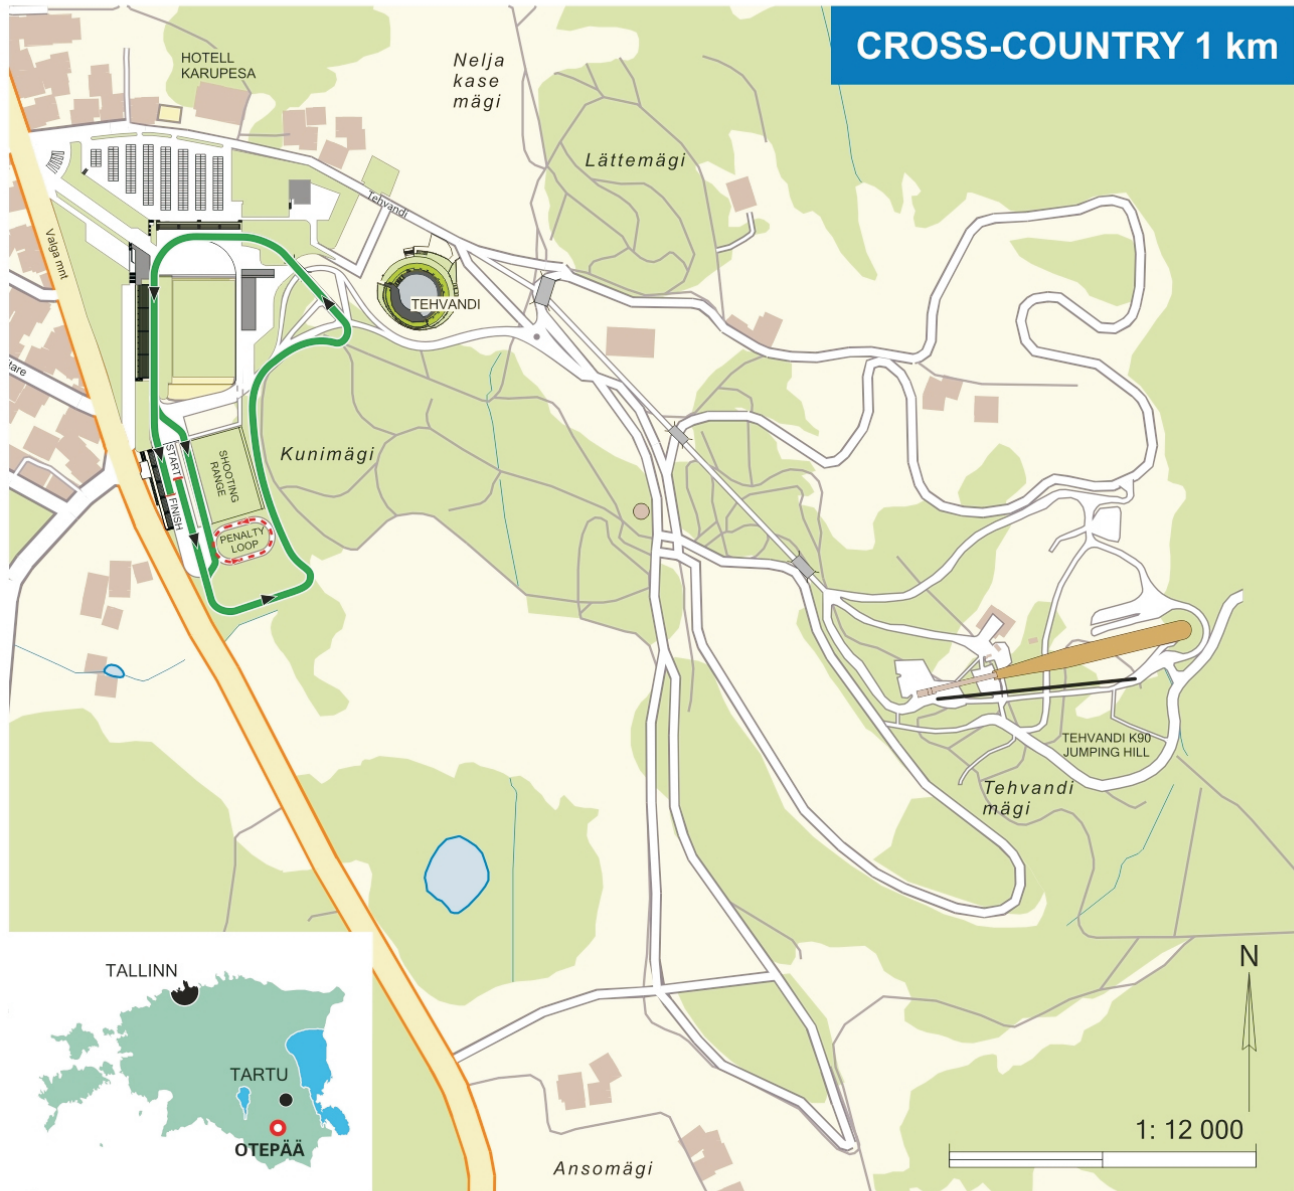 CROSS-COUNTRY 1 km
HOTELL
KARUPESA
Nelja
kase
mägi
Lättemägi
Tehvandi
Valga mnt
TEHVANDI
tare
Kunimägi
START
FINISH
SHOOTING
RANGE
PENALTY
LOOP
TEHVANDI K90
JUMPING HILL
Tehvandi
mägi
TALLINN
TARTU
OTEPÄÄ
Ansomägi
N
1: 12 000